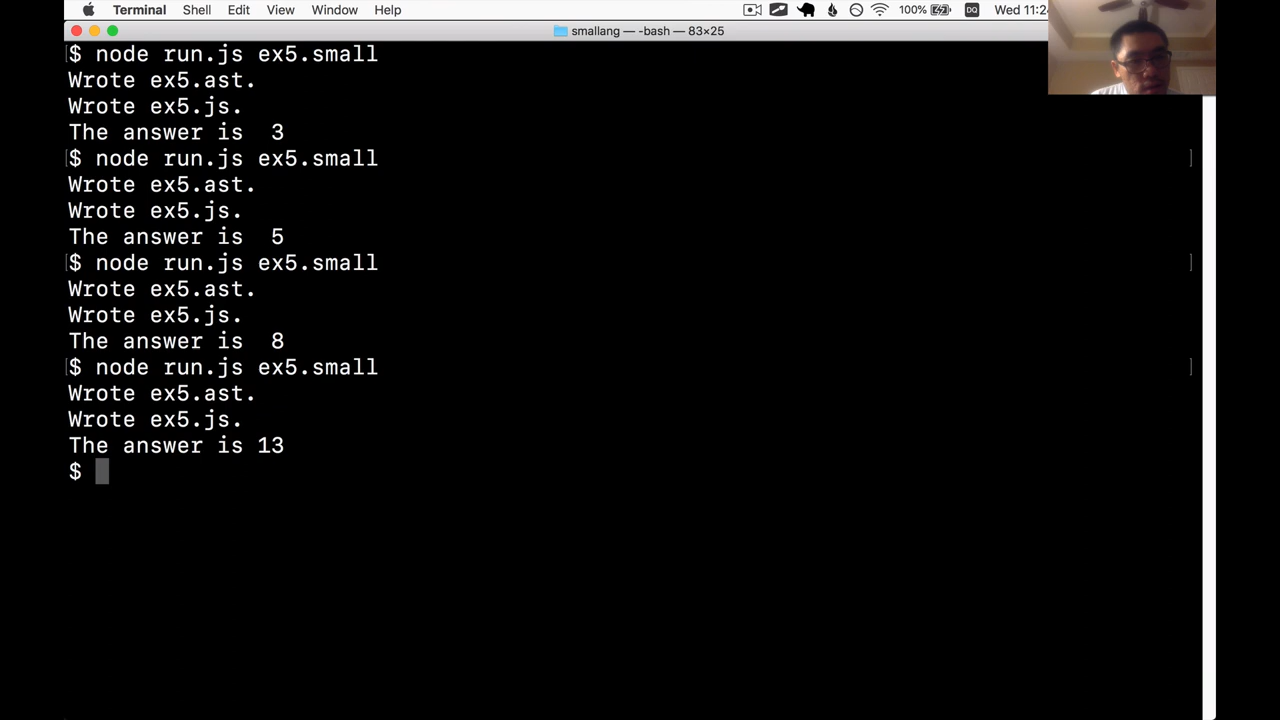 Terminal Shell Edit View Window Help 100% DQ Wed 11:2
smallang — -bash — 83×25
[$ node run.js ex5.small
Wrote ex5.ast.
Wrote ex5.js.
The answer is  3
[$ node run.js ex5.small ]
Wrote ex5.ast.
Wrote ex5.js.
The answer is  5
[$ node run.js ex5.small ]
Wrote ex5.ast.
Wrote ex5.js.
The answer is  8
[$ node run.js ex5.small ]
Wrote ex5.ast.
Wrote ex5.js.
The answer is 13
$